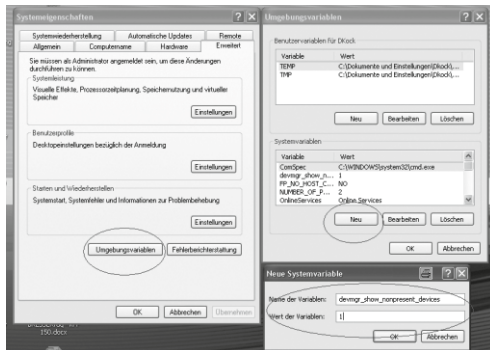 Systemeigenschaften
Systemwiederherstellung
Automatische Updates
Remote
Allgemein
Computername
Hardware
Erweitert
Sie müssen als Administrator angemeldet sein, um diese Änderungen
durchführen zu können.
Systemleistung
Visuelle Effekte, Prozessorzeitplanung, Speichernutzung und virtueller
Speicher
Einstellungen
Benutzerprofile
Desktopeinstellungen bezüglich der Anmeldung
Einstellungen
Starten und Wiederherstellen
Systemstart, Systemfehler und Informationen zur Problembehebung
Einstellungen
Umgebungsvariablen
Fehlerberichterstattung
OK
Abbrechen
Übernehmen
150.docx
Umgebungsvariablen
Benutzervariablen für DKock
Variable Wert
TEMP C:\Dokumente und Einstellungen\Dkock\...
TMP C:\Dokumente und Einstellungen\Dkock\...
Neu
Bearbeiten
Löschen
Systemvariablen
Variable Wert
ComSpec C:\WINDOWS\system32\cmd.exe
devmgr_show_n... 1
FP_NO_HOST_C... NO
NUMBER_OF_P... 2
OnlineServices Online Services
Neu
Bearbeiten
Löschen
OK
Abbrechen
Neue Systemvariable
Name der Variablen: devmgr_show_nonpresent_devices
Wert der Variablen: 1
OK
Abbrechen